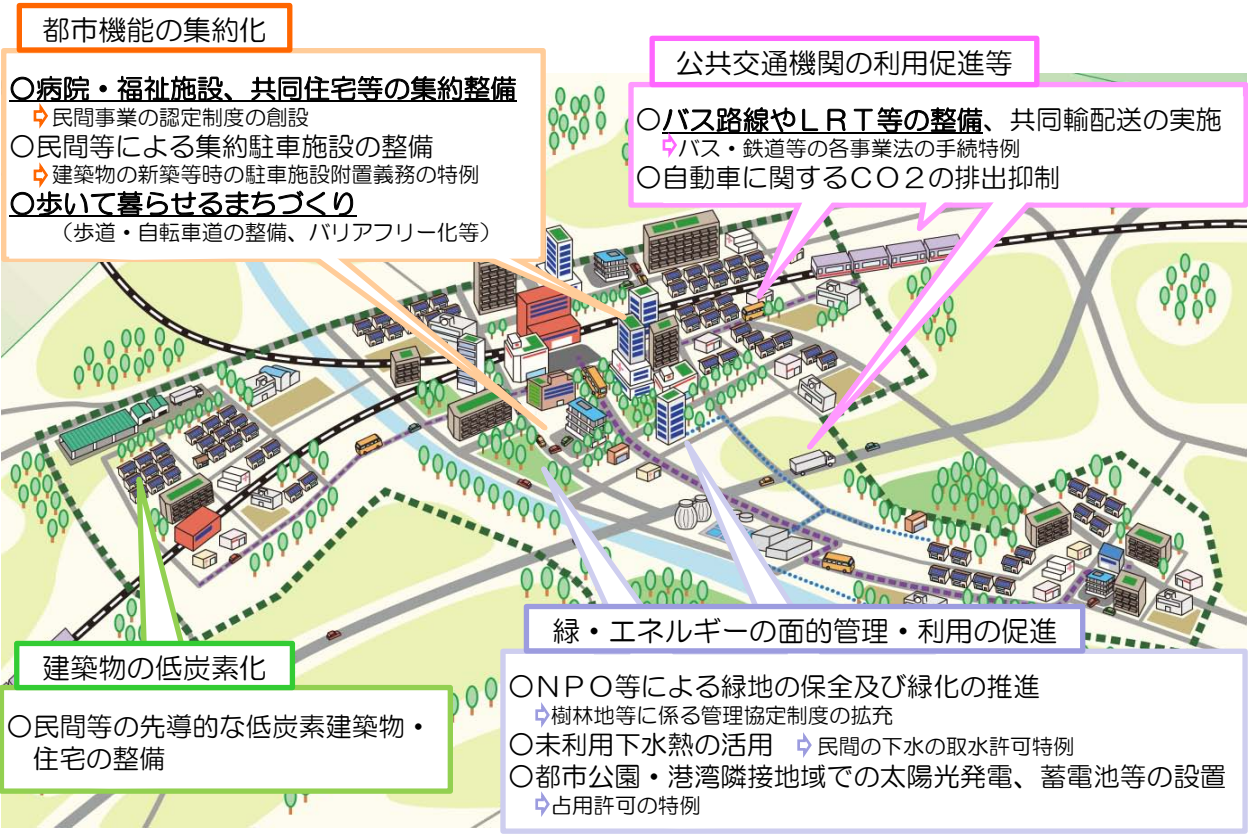 都市機能の集約化
○病院・福祉施設、共同住宅等の集約整備
⇨民間事業の認定制度の創設
○民間等による集約駐車施設の整備
⇨建築物の新築等時の駐車施設附置義務の特例
○歩いて暮らせるまちづくり
(歩道・自転車道の整備、バリアフリー化等)
公共交通機関の利用促進等
○バス路線やLRT等の整備、共同輸配送の実施
⇨バス・鉄道等の各事業法の手続特例
○自動車に関するCO2の排出抑制
建築物の低炭素化
○民間等の先導的な低炭素建築物・
住宅の整備
緑・エネルギーの面的管理・利用の促進
○NPO等による緑地の保全及び緑化の推進
⇨樹林地等に係る管理協定制度の拡充
○未利用下水熱の活用 ⇨民間の下水の取水許可特例
○都市公園・港湾隣接地域での太陽光発電、蓄電池等の設置
⇨占用許可の特例